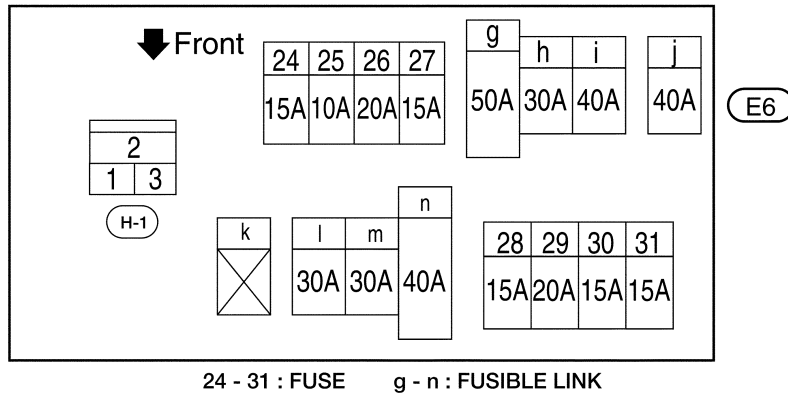 Front
24 25 26 27
15A 10A 20A 15A
g h i j
50A 30A 40A 40A
E6
2
1 3
H-1
k l m n
30A 30A 40A
28 29 30 31
15A 20A 15A 15A
24 - 31 : FUSE g - n : FUSIBLE LINK